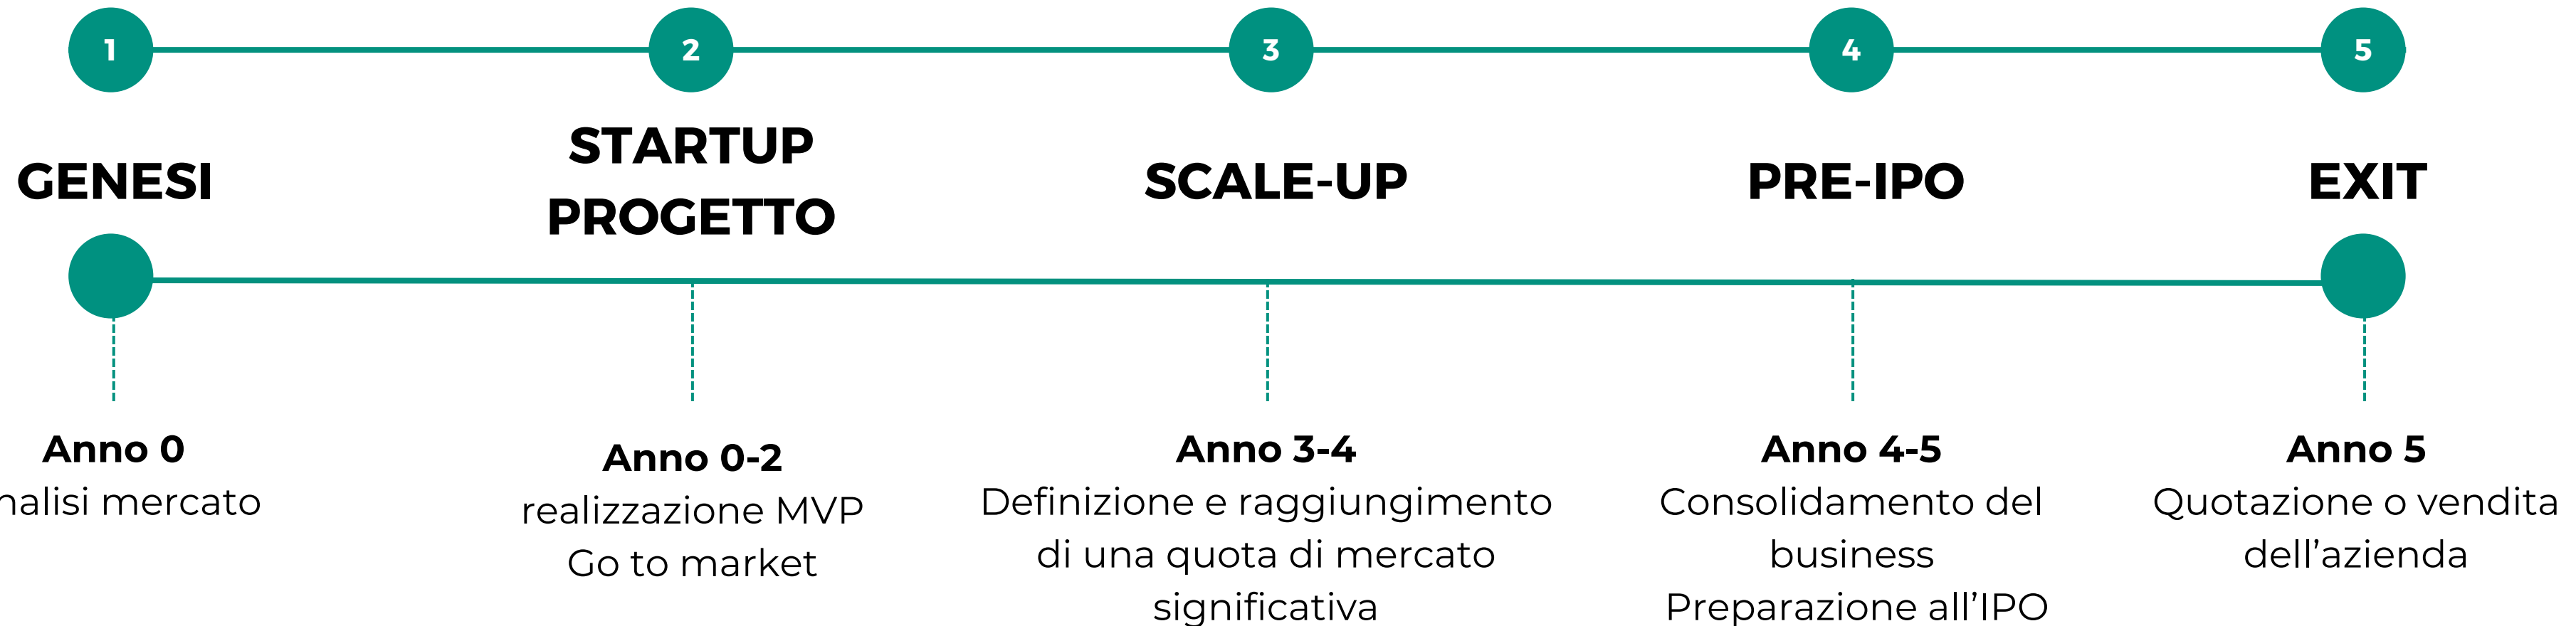 1
2
3
4
5
GENESI
STARTUP
PROGETTO
SCALE-UP
PRE-IPO
EXIT
Anno 0
nalisi mercato
Anno 0-2
realizzazione MVP
Go to market
Anno 3-4
Definizione e raggiungimento
di una quota di mercato
significativa
Anno 4-5
Consolidamento del
business
Preparazione all’IPO
Anno 5
Quotazione o vendita
dell’azienda